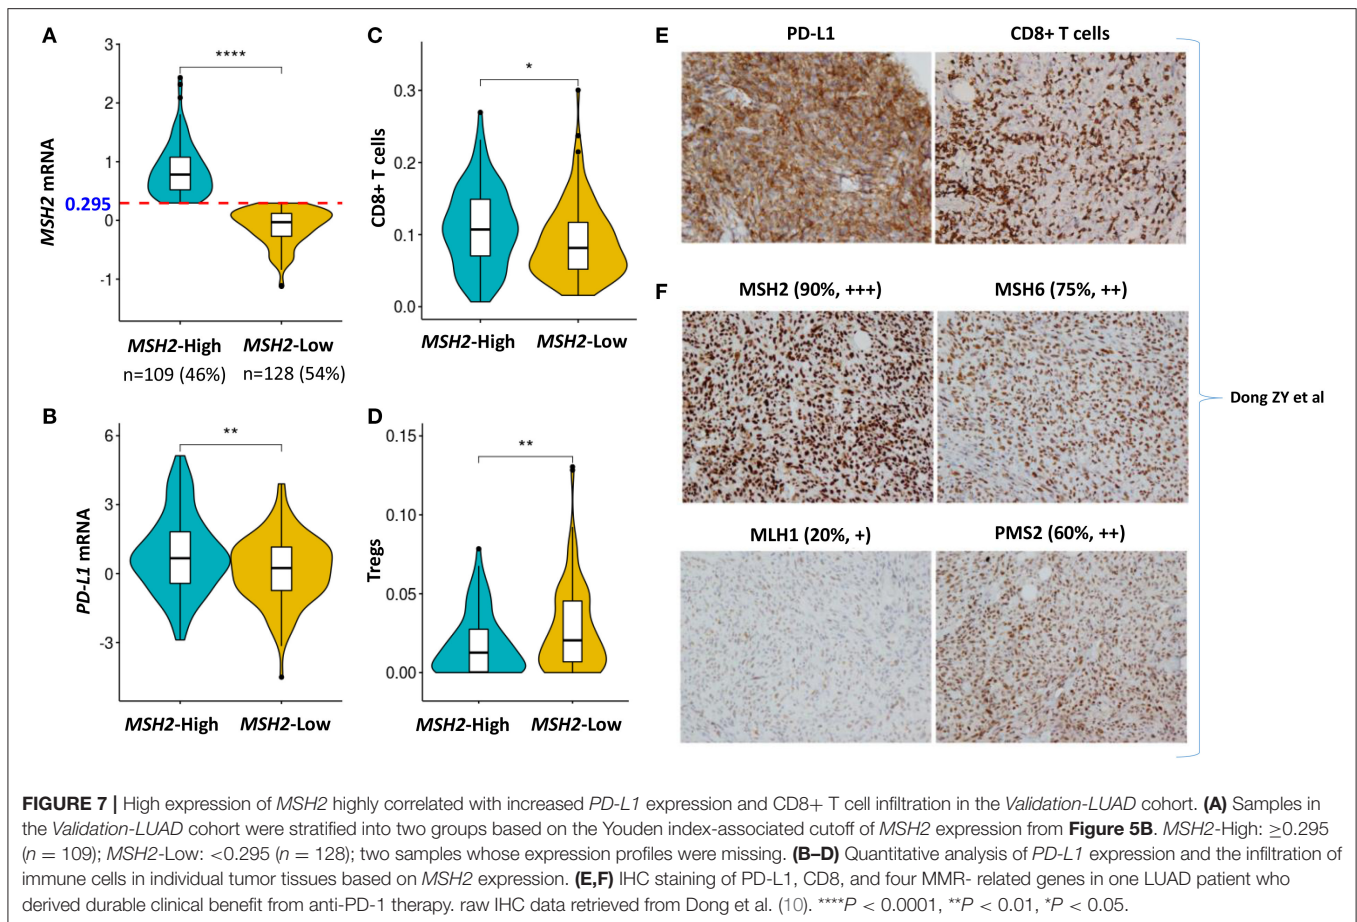 A
3
2
1
0
-1
MSH2 mRNA
0.295
****
MSH2-High
MSH2-Low
n=109 (46%)
n=128 (54%)
B
6
3
0
-3
PD-L1 mRNA
**
MSH2-High
MSH2-Low
C
0.3
0.2
0.1
0.0
CD8+ T cells
*
MSH2-High
MSH2-Low
D
0.15
0.10
0.05
0.00
Tregs
**
MSH2-High
MSH2-Low
E
PD-L1
CD8+ T cells
F
MSH2 (90%, +++)
MSH6 (75%, ++)
MLH1 (20%, +)
PMS2 (60%, ++)
Dong ZY et al
FIGURE 7 | High expression of MSH2 highly correlated with increased PD-L1 expression and CD8+ T cell infiltration in the Validation-LUAD cohort. (A) Samples in
the Validation-LUAD cohort were stratified into two groups based on the Youden index-associated cutoff of MSH2 expression from Figure 5B. MSH2-High: ≥0.295
(n = 109); MSH2-Low: <0.295 (n = 128); two samples whose expression profiles were missing. (B–D) Quantitative analysis of PD-L1 expression and the infiltration of
immune cells in individual tumor tissues based on MSH2 expression. (E,F) IHC staining of PD-L1, CD8, and four MMR- related genes in one LUAD patient who
derived durable clinical benefit from anti-PD-1 therapy. raw IHC data retrieved from Dong et al. (10). ****P < 0.0001, **P < 0.01, *P < 0.05.